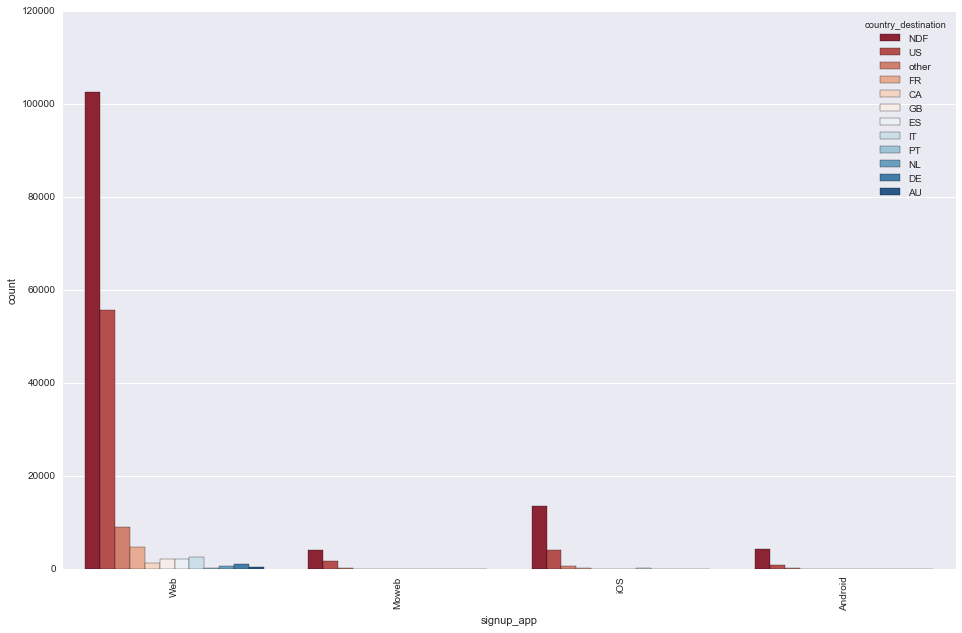 120000
100000
80000
60000
40000
20000
0
count
country_destination
NDF
US
other
FR
CA
GB
ES
IT
PT
NL
DE
AU
Web
Moweb
iOS
Android
signup_app